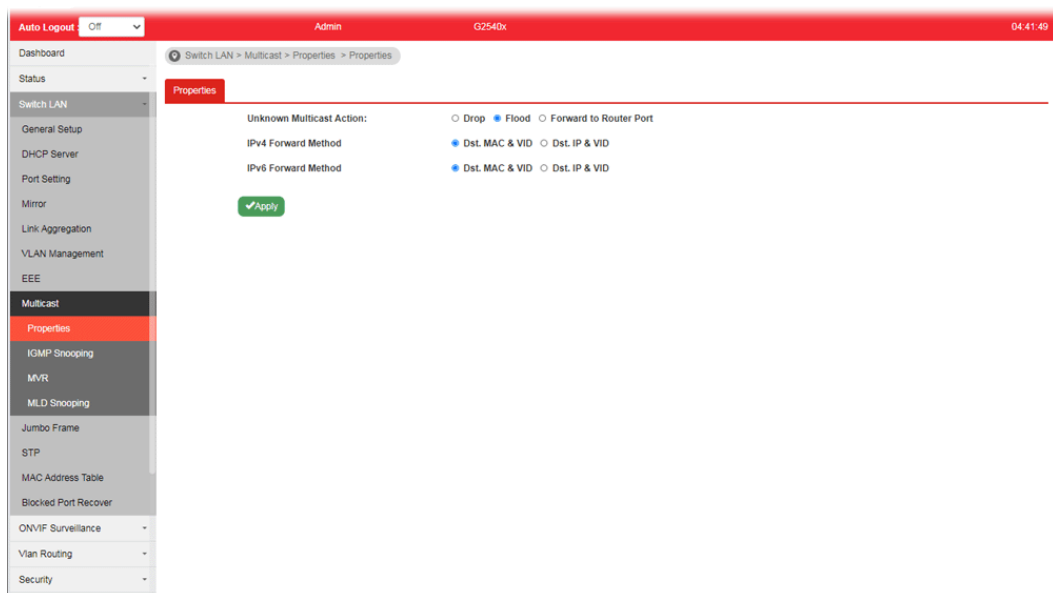 Auto Logout : Off
Admin
G2540x
04:41:49
Dashboard
Status
Switch LAN
General Setup
DHCP Server
Port Setting
Mirror
Link Aggregation
VLAN Management
EEE
Multicast
Properties
IGMP Snooping
MVR
MLD Snooping
Jumbo Frame
STP
MAC Address Table
Blocked Port Recover
ONVIF Surveillance
Vlan Routing
Security
Switch LAN > Multicast > Properties > Properties
Properties
Unknown Multicast Action: Drop Flood Forward to Router Port
IPv4 Forward Method Dst. MAC & VID Dst. IP & VID
IPv6 Forward Method Dst. MAC & VID Dst. IP & VID
Apply